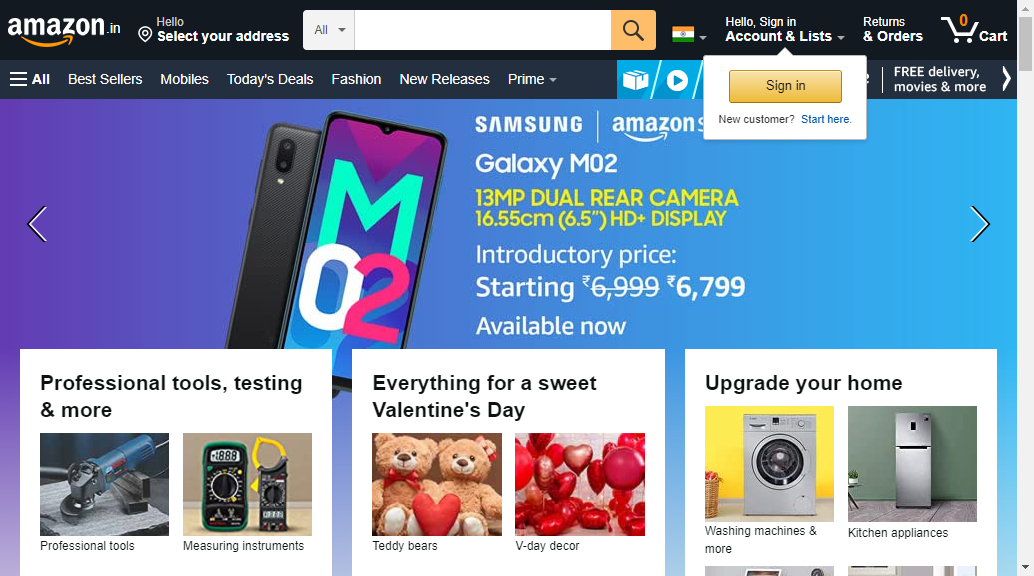 amazon.in
Hello
Select your address
All
Hello, Sign in
Account & Lists
Returns
& Orders
0
Cart
All
Best Sellers
Mobiles
Today's Deals
Fashion
New Releases
Prime
FREE delivery,
movies & more
Sign in
New customer? Start here.
SAMSUNG
amazon
Galaxy M02
13MP DUAL REAR CAMERA
16.55cm (6.5”) HD+ DISPLAY
Introductory price:
Starting ₹6,999 ₹6,799
Available now
M
02
Professional tools, testing
& more
Professional tools
Measuring instruments
Everything for a sweet
Valentine's Day
Teddy bears
V-day decor
Upgrade your home
Washing machines &
more
Kitchen appliances